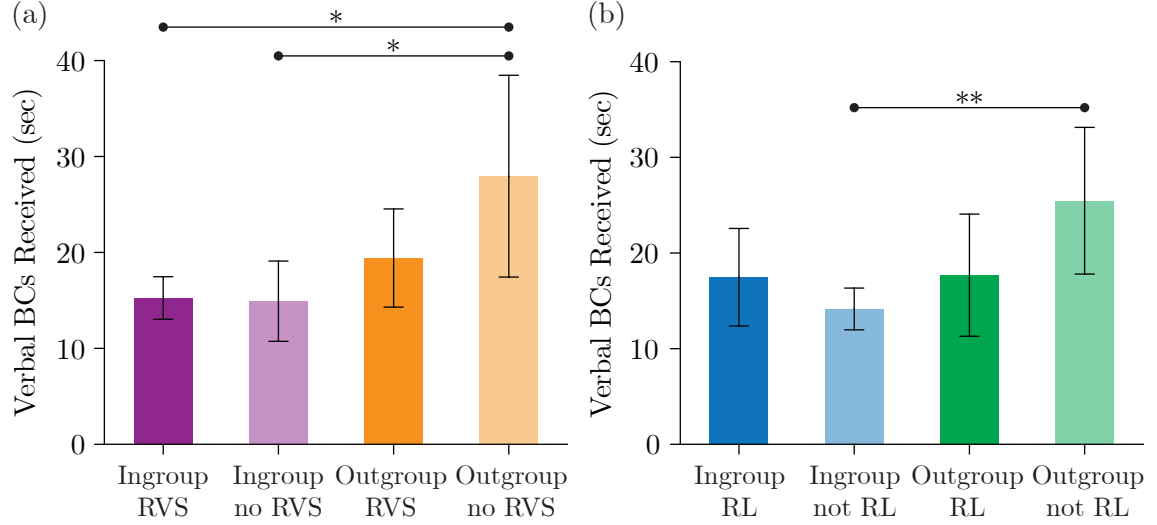 (a)
*
*
Verbal BCs Received (sec)
40
30
20
10
0
Ingroup RVS
Ingroup no RVS
Outgroup RVS
Outgroup no RVS
(b)
**
Verbal BCs Received (sec)
40
30
20
10
0
Ingroup RL
Ingroup not RL
Outgroup RL
Outgroup not RL